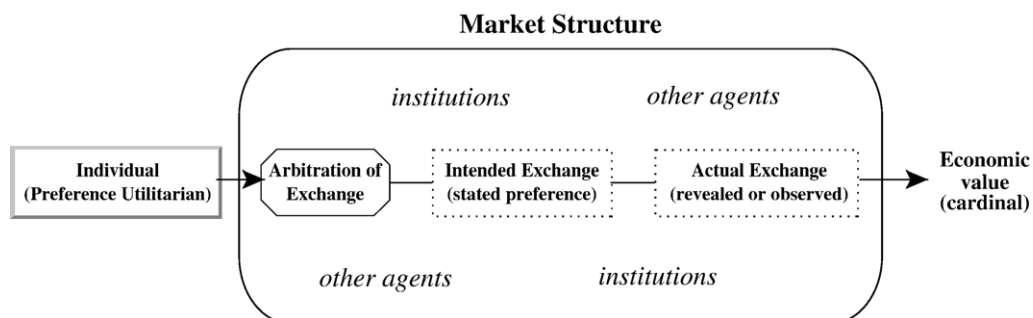 Market Structure
institutions
other agents
Individual
(Preference Utilitarian)
Arbitration of
Exchange
Intended Exchange
(stated preference)
Actual Exchange
(revealed or observed)
Economic
value
(cardinal)
other agents
institutions